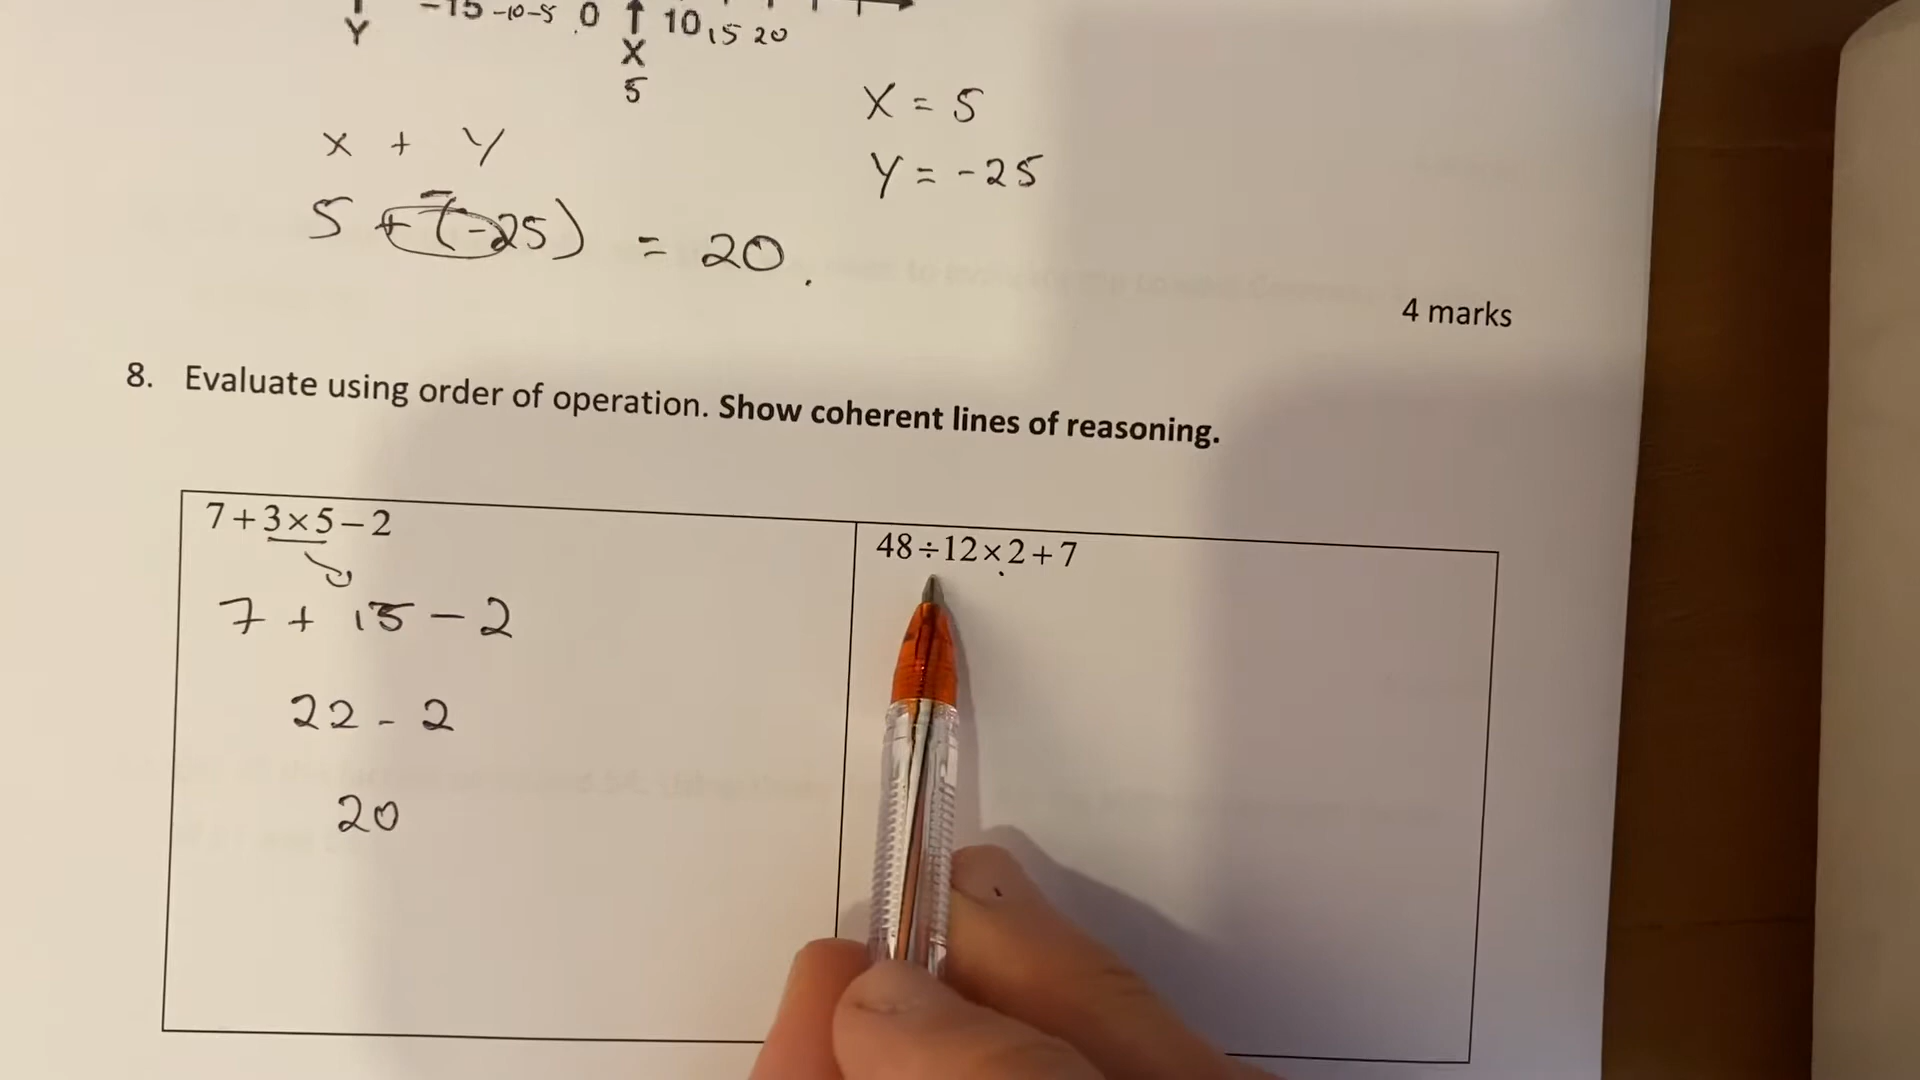 -15 -10 -5 0 10 15 20
Y
X
5
X = 5
x + y
Y = -25
5 + (-25) = 20.
4 marks
8. Evaluate using order of operation. Show coherent lines of reasoning.
7+3×5−2
7 + 15 − 2
22 - 2
20
48÷12×2+7